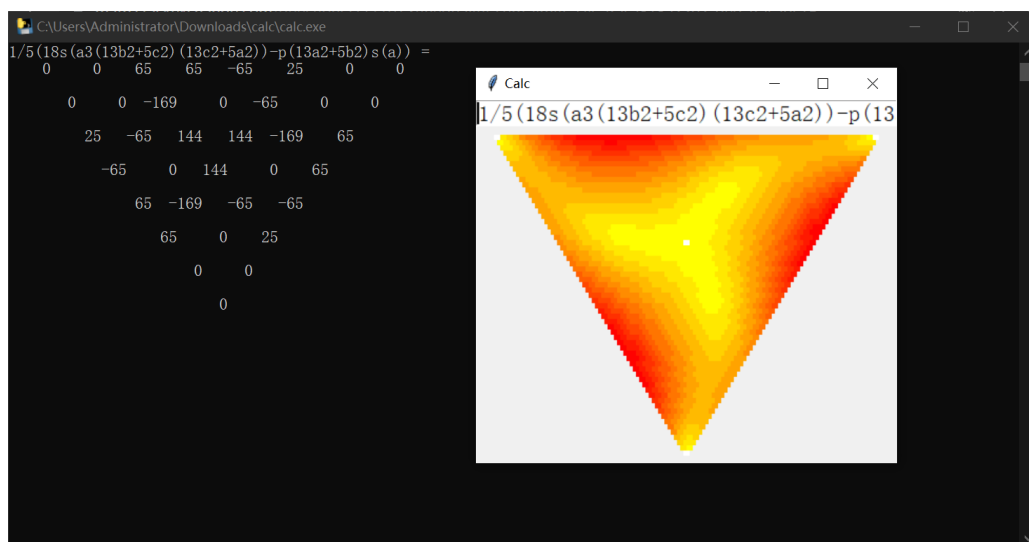 C:\Users\Administrator\Downloads\calc\calc.exe
1/5(18s(a3(13b2+5c2)(13c2+5a2))-p(13a2+5b2)s(a)) =
0 0 65 65 -65 25 0 0
Calc
0 0 -169 0 -65 0 0
1/5(18s(a3(13b2+5c2)(13c2+5a2))-p(13
25 -65 144 144 -169 65
-65 0 144 0 65
65 -169 -65 -65
65 0 25
0 0
0